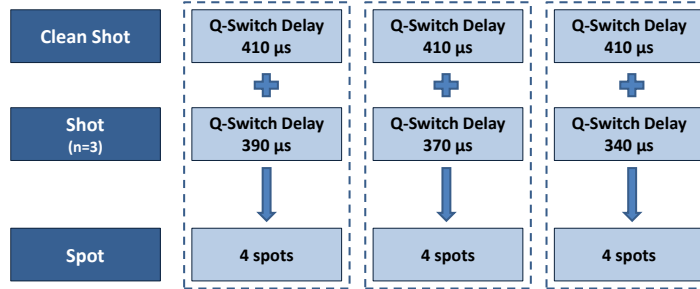 Clean Shot
Q-Switch Delay
410 µs
Q-Switch Delay
410 µs
Q-Switch Delay
410 µs
Shot
(n=3)
Q-Switch Delay
390 µs
Q-Switch Delay
370 µs
Q-Switch Delay
340 µs
Spot
4 spots
4 spots
4 spots